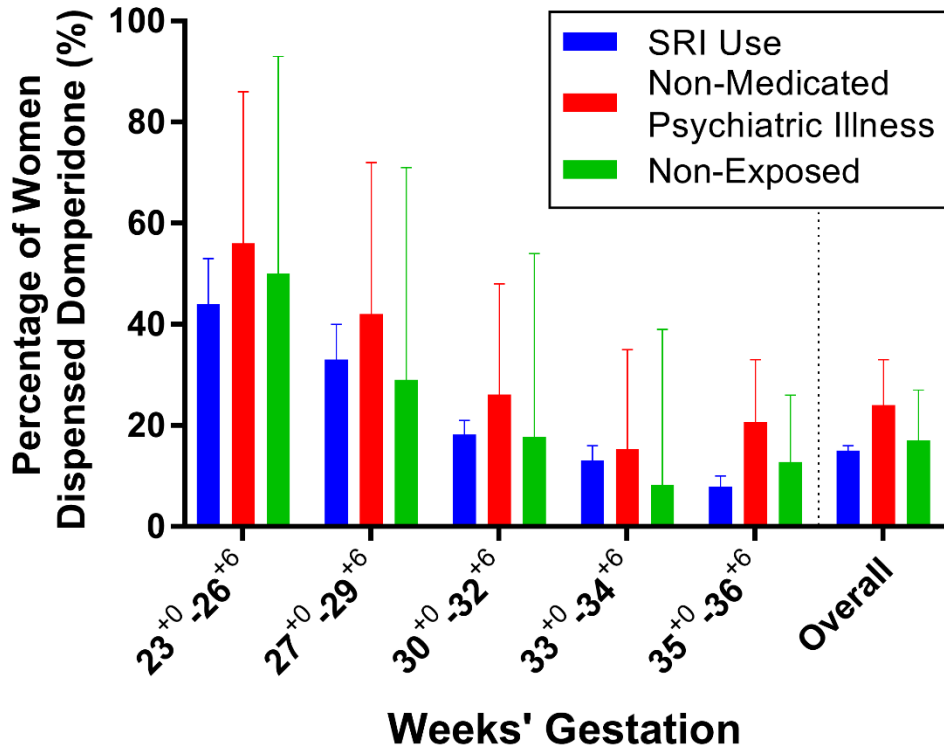 Percentage of Women
Dispensed Domperidone (%)
100
80
60
40
20
0
SRI Use
Non-Medicated
Psychiatric Illness
Non-Exposed
23⁺⁰-26⁺⁶
27⁺⁰-29⁺⁶
30⁺⁰-32⁺⁶
33⁺⁰-34⁺⁶
35⁺⁰-36⁺⁶
Overall
Weeks' Gestation